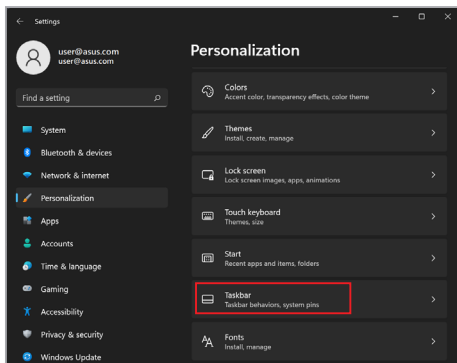 Settings
user@asus.com
user@asus.com
Find a setting
System
Bluetooth & devices
Network & internet
Personalization
Apps
Accounts
Time & language
Gaming
Accessibility
Privacy & security
Windows Update
Personalization
Colors
Accent color, transparency effects, color theme
Themes
Install, create, manage
Lock screen
Lock screen images, apps, animations
Touch keyboard
Themes, size
Start
Recent apps and items, folders
Taskbar
Taskbar behaviors, system pins
Fonts
Install, manage